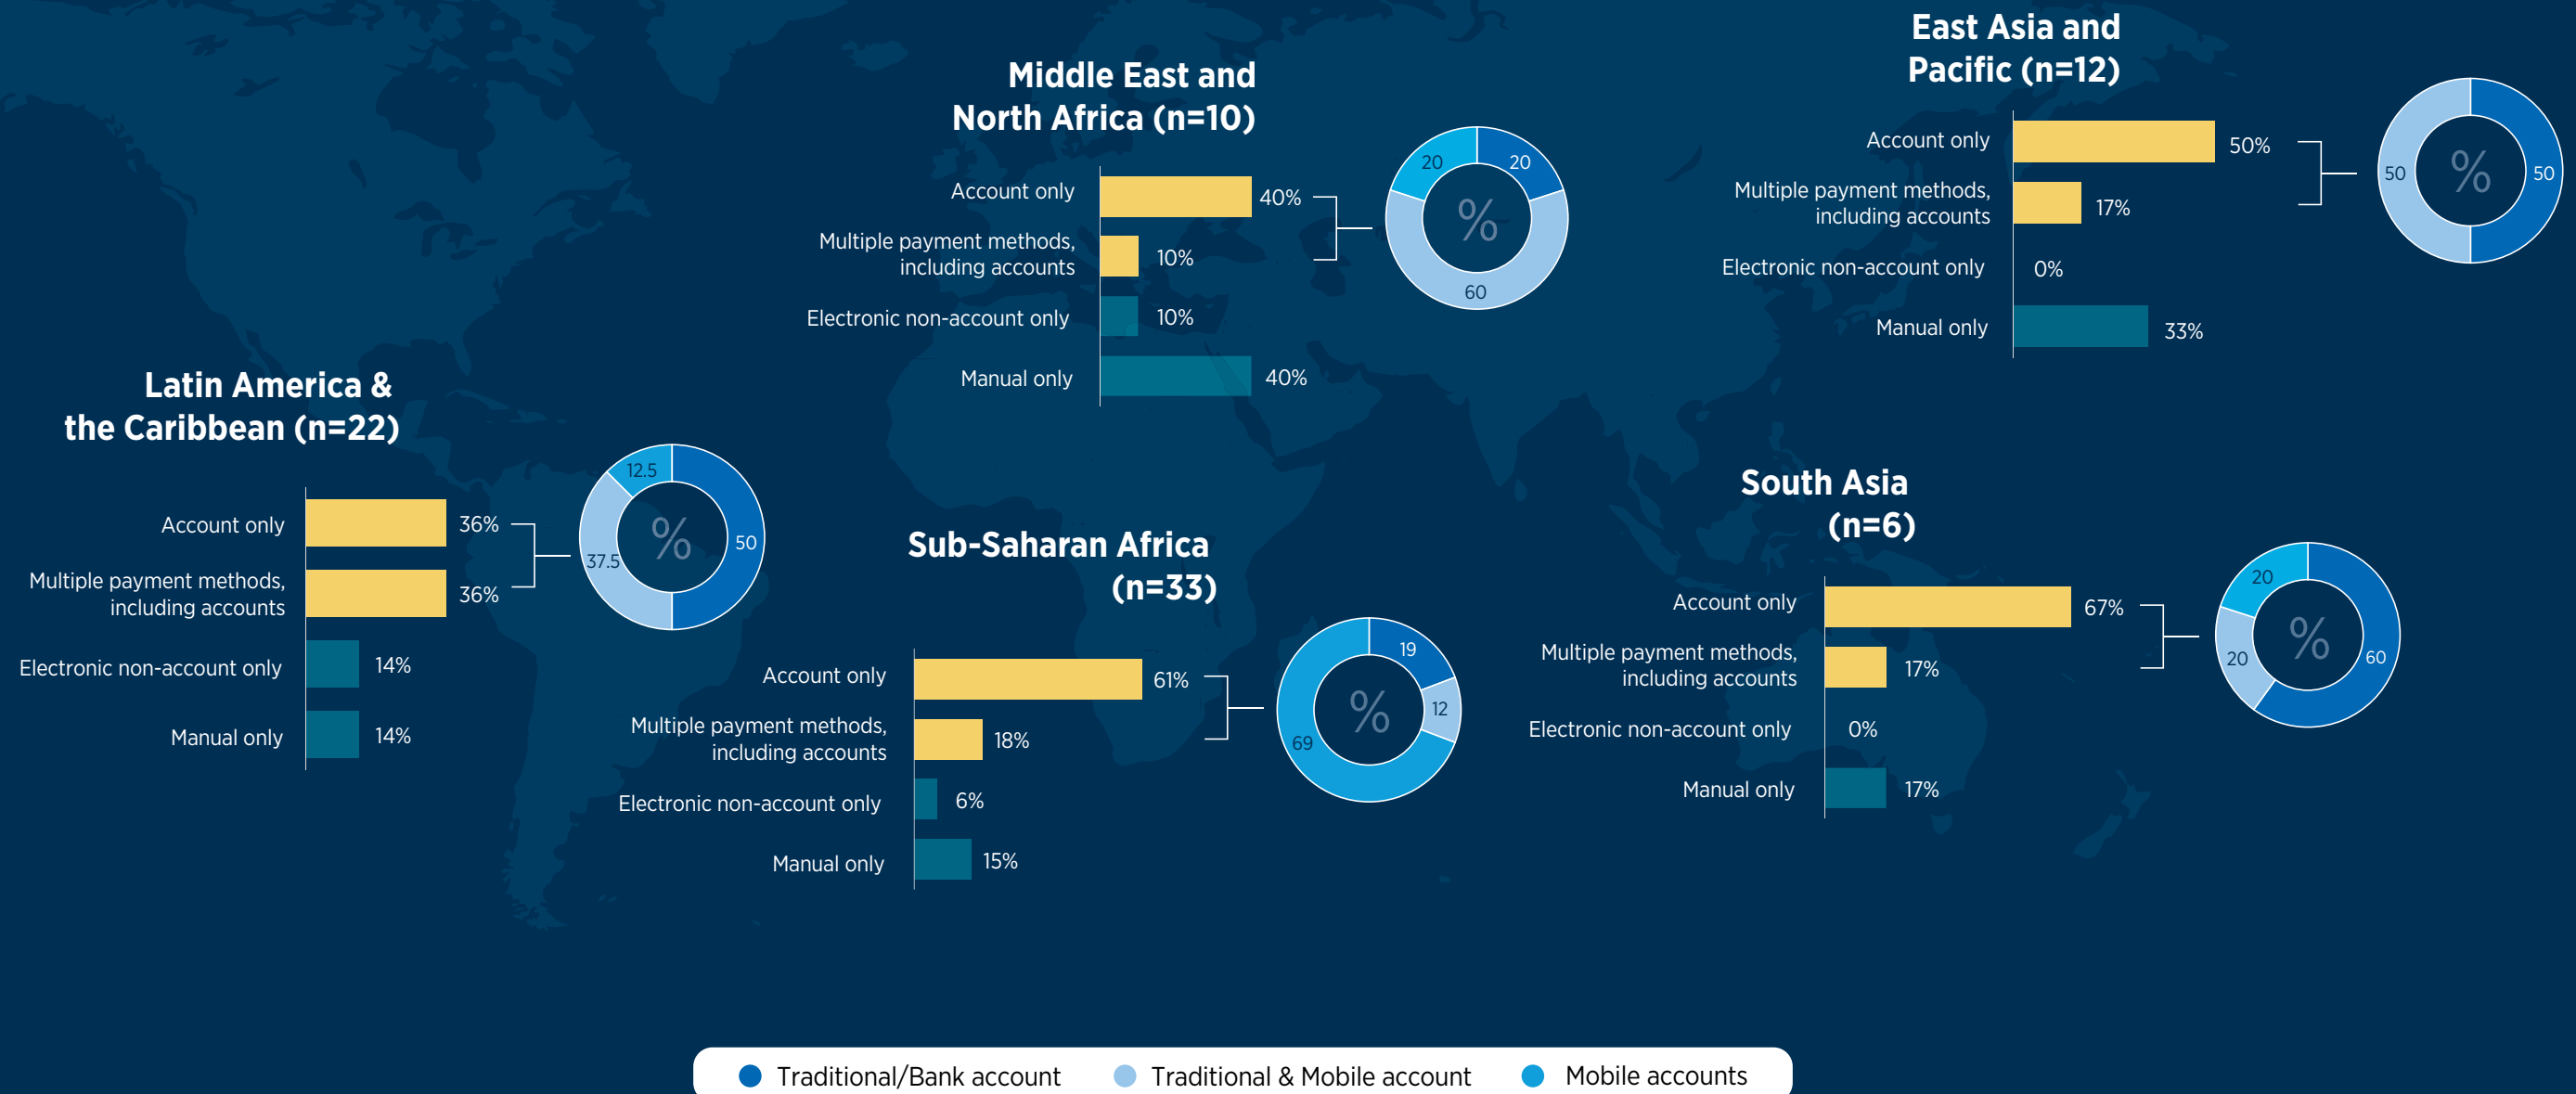 East Asia and
Pacific (n=12)
Account only
50%
Multiple payment methods,
including accounts
17%
Electronic non-account only
0%
Manual only
33%
50
%
50
Middle East and
North Africa (n=10)
Account only
40%
Multiple payment methods,
including accounts
10%
Electronic non-account only
10%
Manual only
40%
20
20
%
60
Latin America &
the Caribbean (n=22)
Account only
36%
Multiple payment methods,
including accounts
36%
Electronic non-account only
14%
Manual only
14%
12.5
%
50
37.5
Sub-Saharan Africa
(n=33)
Account only
61%
Multiple payment methods,
including accounts
18%
Electronic non-account only
6%
Manual only
15%
19
%
12
69
South Asia
(n=6)
Account only
67%
Multiple payment methods,
including accounts
17%
Electronic non-account only
0%
Manual only
17%
20
%
20
60
Traditional/Bank account
Traditional & Mobile account
Mobile accounts